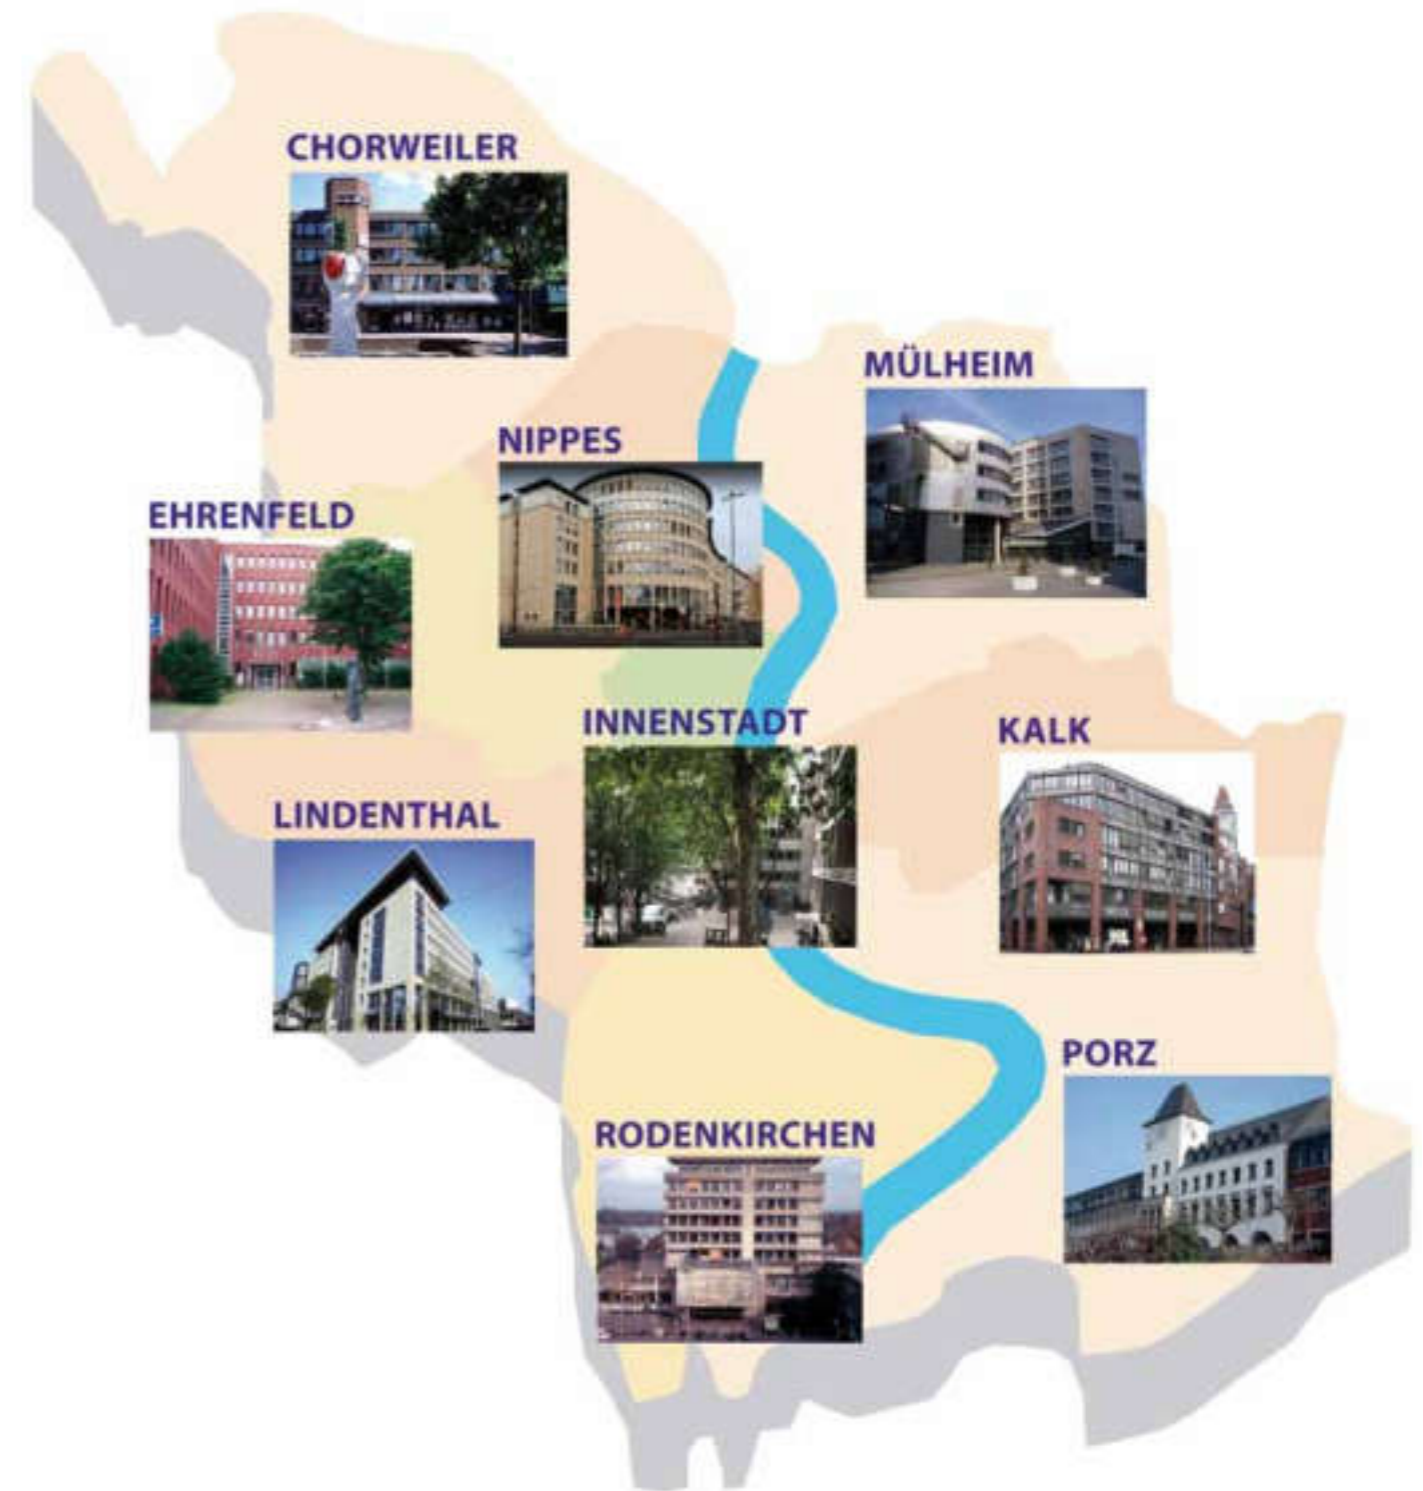 CHORWEILER
MÜLHEIM
NIPPES
EHRENFELD
INNENSTADT
KALK
LINDENTHAL
PORZ
RODENKIRCHEN